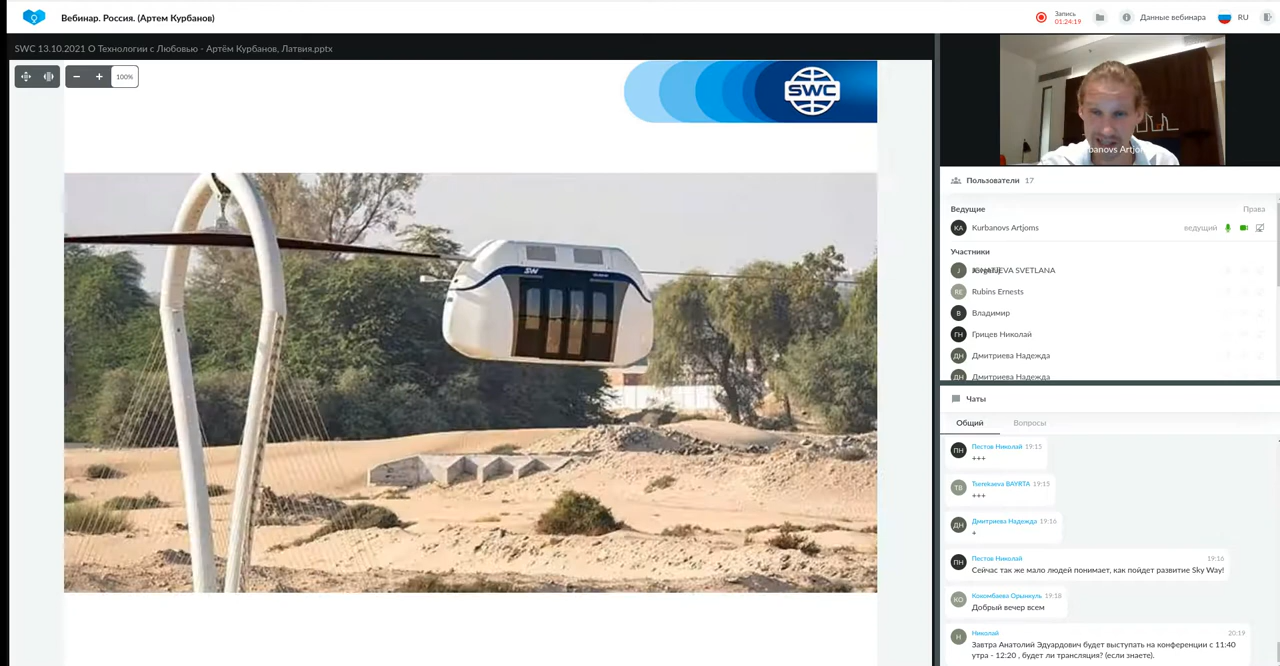 Вебинар. Россия. (Артем Курбанов)
Запись
01:24:19
Данные вебинара
RU
SWC 13.10.2021 О Технологии с Любовью - Артём Курбанов, Латвия.pptx
100%
SWC
SW
Пользователи 17
Ведущие
Права
KA
Kurbanovs Artjoms
ведущий
Участники
J
SVETLANA
RE
Rubins Ernests
В
Владимир
ГН
Грицев Николай
ДН
Дмитриева Надежда
ДН
Дмитриева Надежда
Чаты
Общий
Вопросы
ПН
Пестов Николай 19:15
+++
TB
Tserekaeva BAYRTA 19:15
+++
ДН
Дмитриева Надежда 19:16
+
ПН
Пестов Николай 19:16
Сейчас так же мало людей понимает, как пойдет развитие Sky Way!
КО
Кокомбаева Орынкуль 19:18
Добрый вечер всем
Н
Николай 20:19
Завтра Анатолий Эдуардович будет выступать на конференции с 11:40
утра - 12:20 , будет ли трансляция? (если знаете).